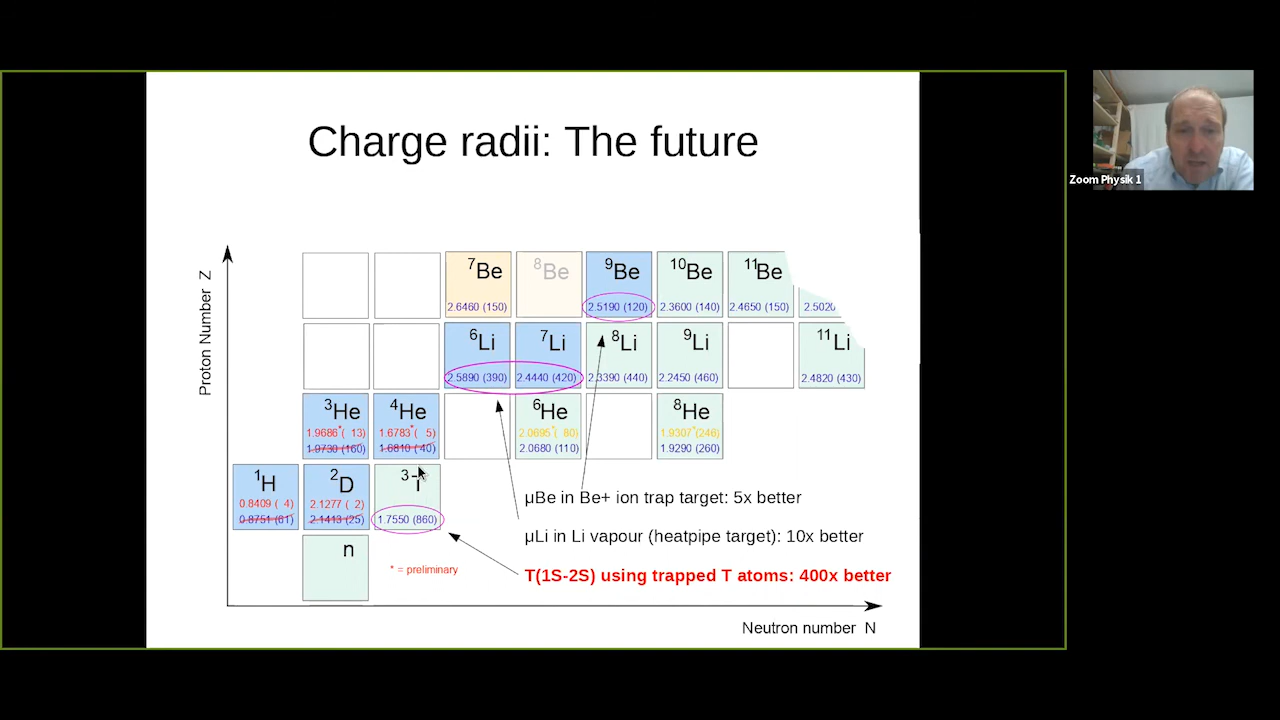 Charge radii: The future
Zoom Physik 1
Proton Number Z
7Be 8Be 9Be 10Be 11Be
2.6460 (150) 2.5190 (120) 2.3600 (140) 2.4650 (150) 2.5020
6Li 7Li 8Li 9Li 11Li
2.5890 (390) 2.4440 (420) 2.3390 (440) 2.2450 (460) 2.4820 (430)
3He 4He 6He 8He
1.9686*( 13) 1.6783*( 5) 2.0695*( 80) 1.9307*(246)
1.9730 (160) 1.6810 (40) 2.0680 (110) 1.9290 (260)
1H 2D 3T
0.8409 ( 4) 2.1277 ( 2)
0.8751 (61) 2.1413 (25) 1.7550 (860)
μBe in Be+ ion trap target: 5x better
μLi in Li vapour (heatpipe target): 10x better
n
* = preliminary
T(1S-2S) using trapped T atoms: 400x better
Neutron number N